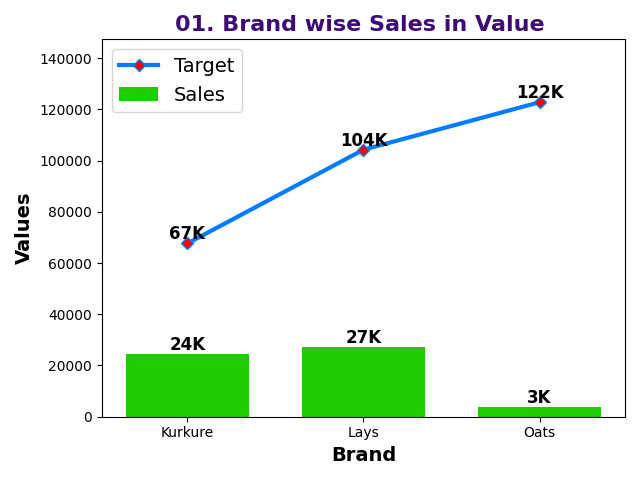 01. Brand wise Sales in Value
140000
120000
100000
80000
60000
40000
20000
0
Values
Target
Sales
67K
104K
122K
24K
27K
3K
Kurkure
Lays
Oats
Brand